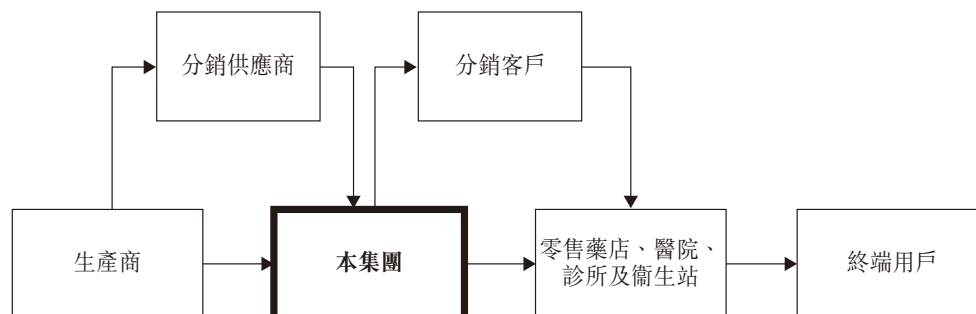 分銷供應商
分銷客戶
生產商
本集團
零售藥店、醫院、
診所及衞生站
終端用戶